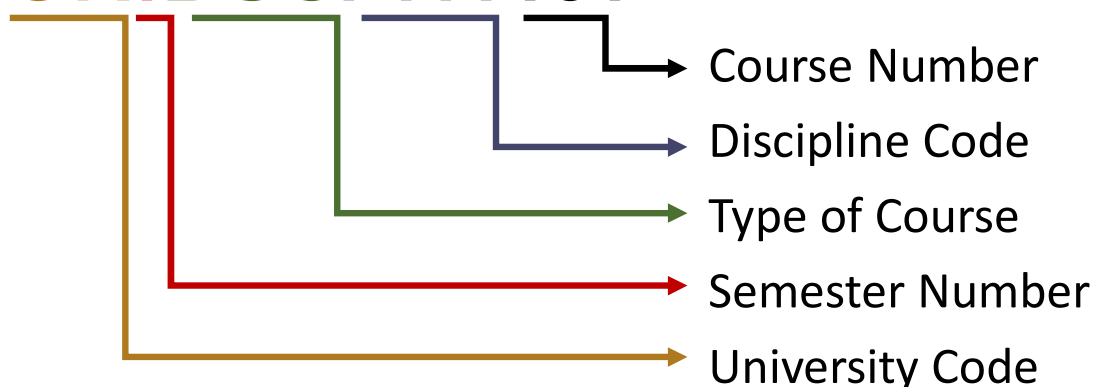 Course Number
Discipline Code
Type of Course
Semester Number
University Code